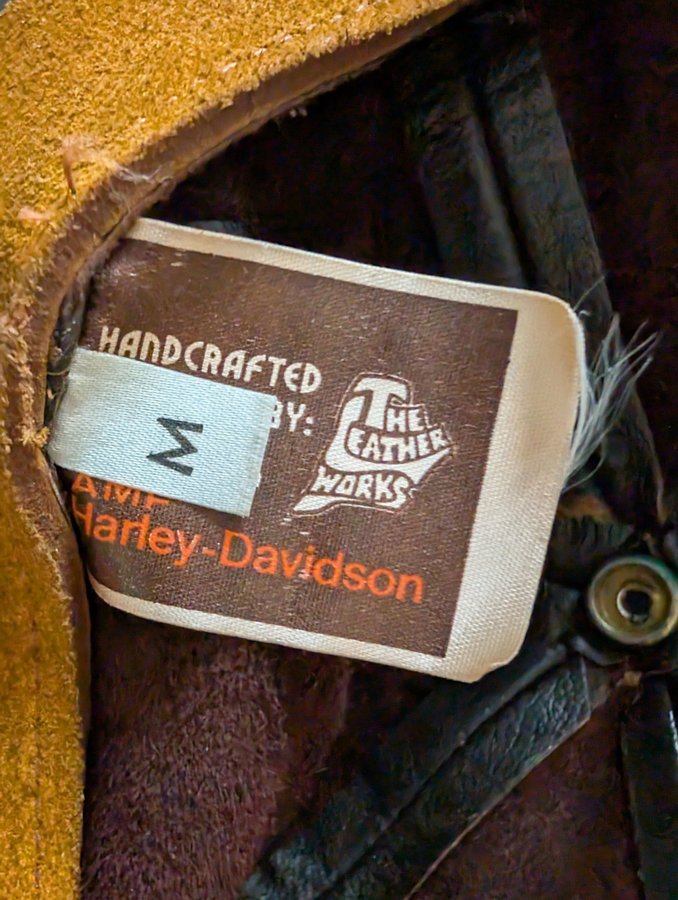 HANDCRAFTED
BY:
THE
LEATHER
WORKS
M
AMF
Harley-Davidson